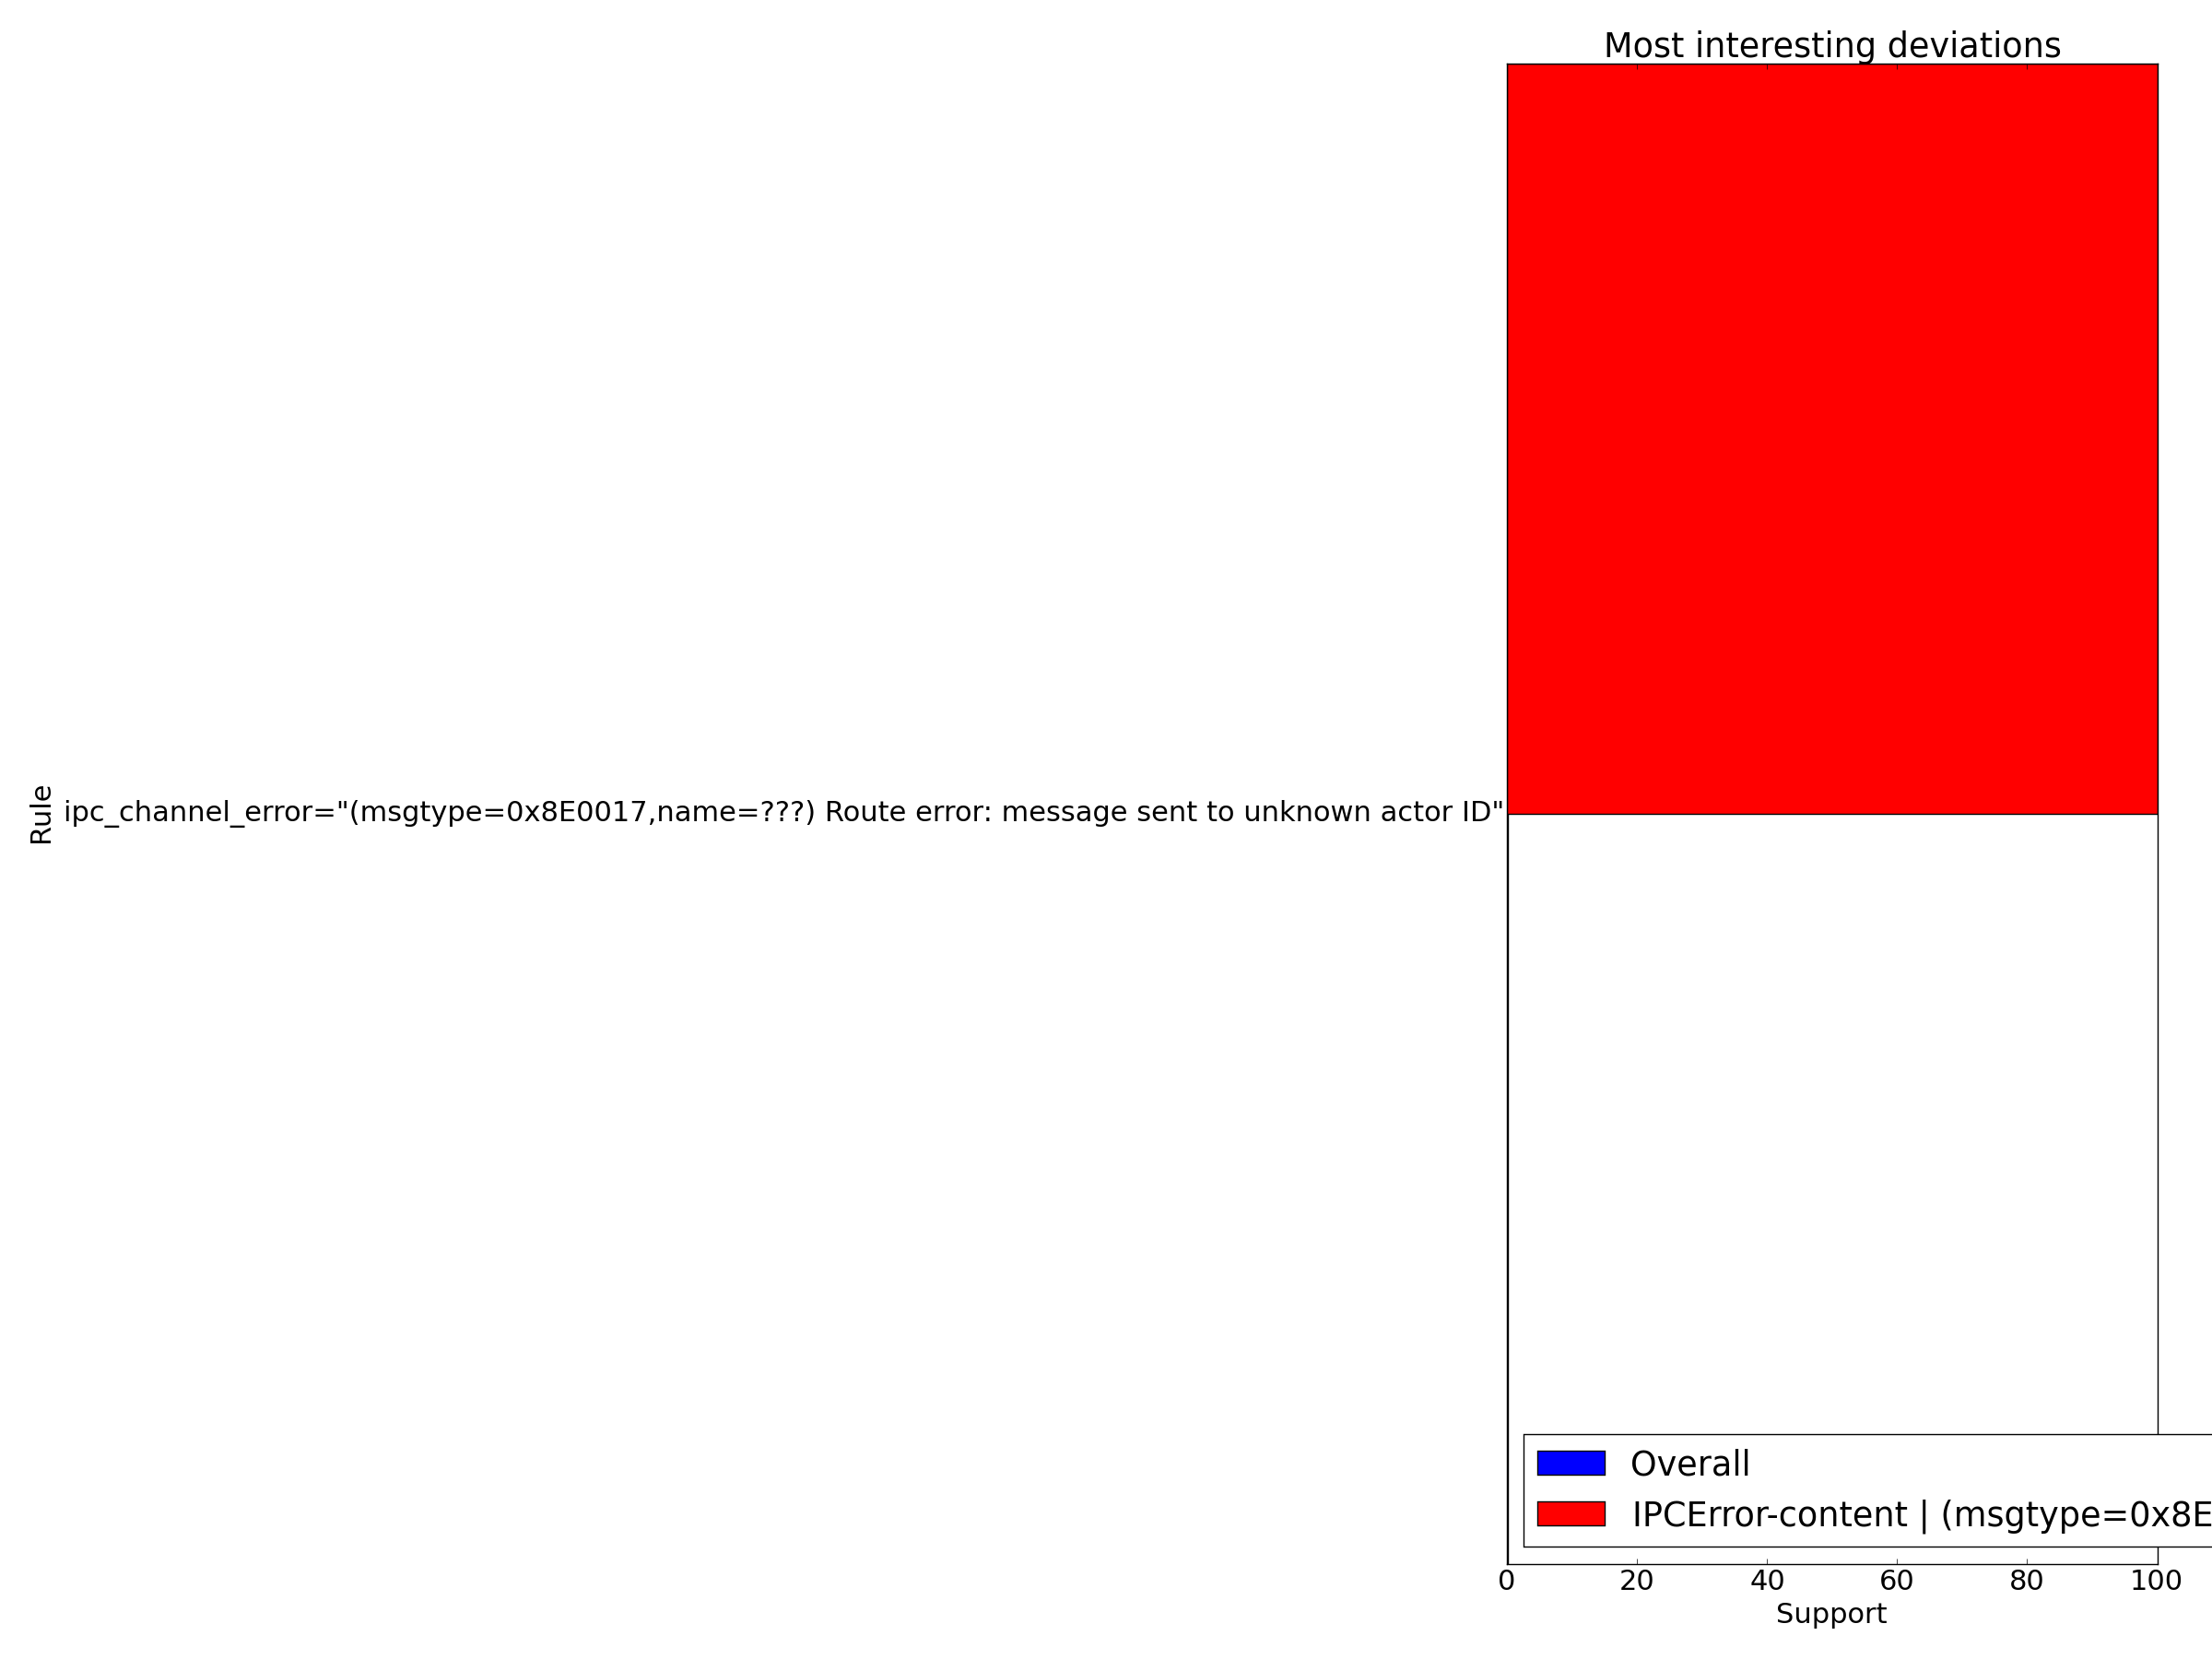 Most interesting deviations
Rule
ipc_channel_error="(msgtype=0x8E0017,name=???) Route error: message sent to unknown actor ID"
Overall
IPCError-content | (msgtype=0x8E
0 20 40 60 80 100
Support